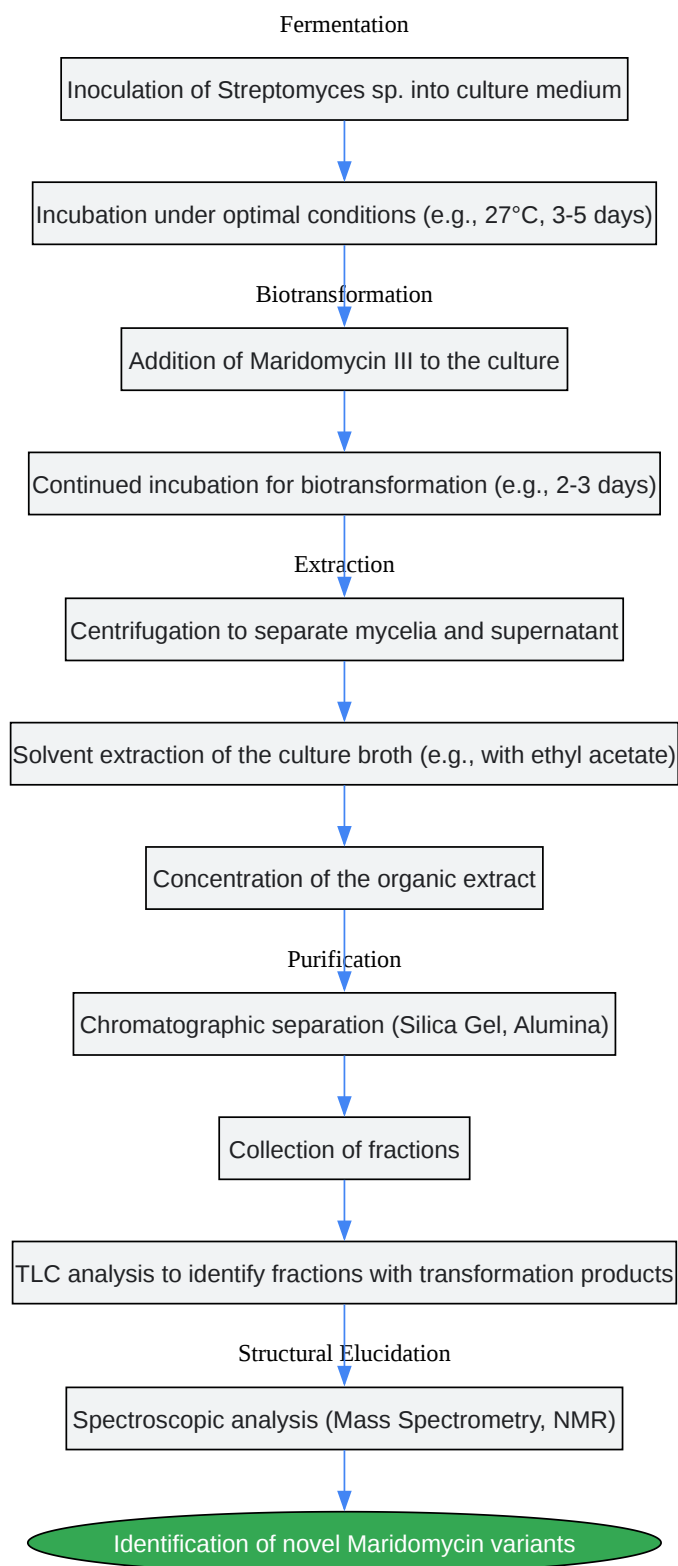 Fermentation
Inoculation of Streptomyces sp. into culture medium
Incubation under optimal conditions (e.g., 27°C, 3-5 days)
Biotransformation
Addition of Maridomycin III to the culture
Continued incubation for biotransformation (e.g., 2-3 days)
Extraction
Centrifugation to separate mycelia and supernatant
Solvent extraction of the culture broth (e.g., with ethyl acetate)
Concentration of the organic extract
Purification
Chromatographic separation (Silica Gel, Alumina)
Collection of fractions
TLC analysis to identify fractions with transformation products
Structural Elucidation
Spectroscopic analysis (Mass Spectrometry, NMR)
Identification of novel Maridomycin variants